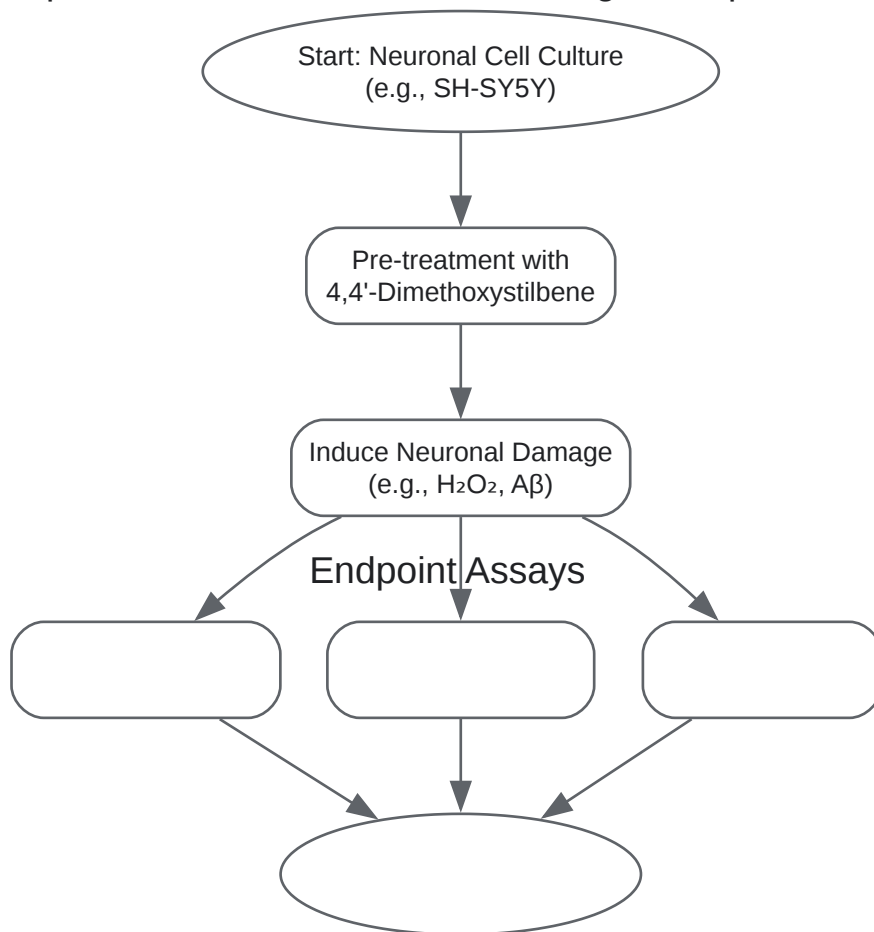 Start: Neuronal Cell Culture
(e.g., SH-SY5Y)
Pre-treatment with
4,4'-Dimethoxystilbene
Induce Neuronal Damage
(e.g., H₂O₂, Aβ)
Endpoint Assays